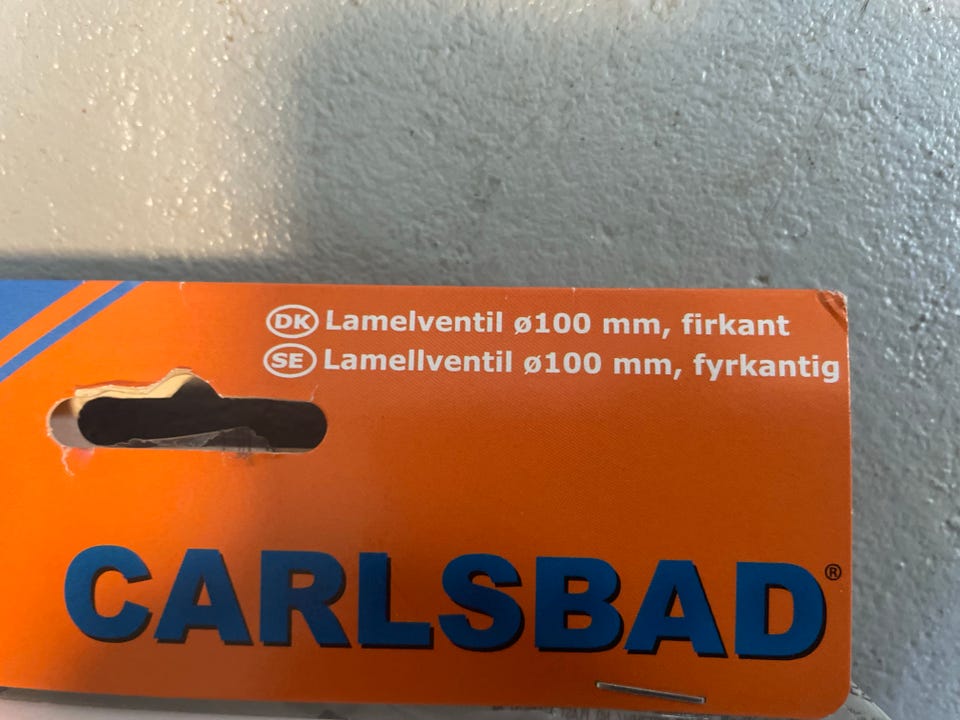 DK Lamelventil ø100 mm, firkant
SE Lamellventil ø100 mm, fyrkantig
CARLSBAD®